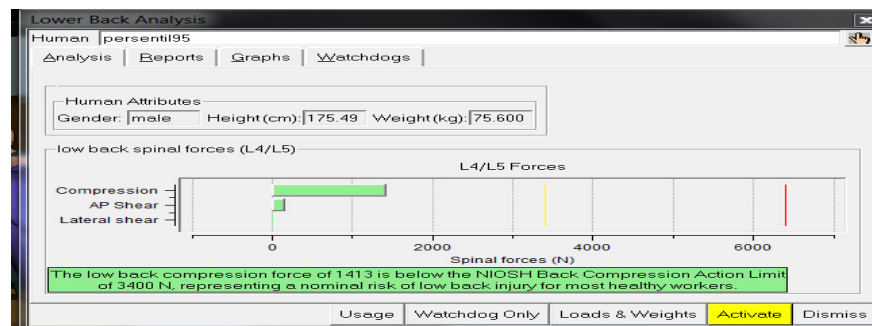 Lower Back Analysis
Human persentil95
Analysis Reports Graphs Watchdogs
Human Attributes
Gender: male Height (cm): 175.49 Weight (kg): 75.600
low back spinal forces (L4/L5)
L4/L5 Forces
Compression
AP Shear
Lateral shear
0 2000 4000 6000
Spinal forces (N)
The low back compression force of 1413 is below the NIOSH Back Compression Action Limit
of 3400 N, representing a nominal risk of low back injury for most healthy workers.
Usage Watchdog Only Loads & Weights Activate Dismiss